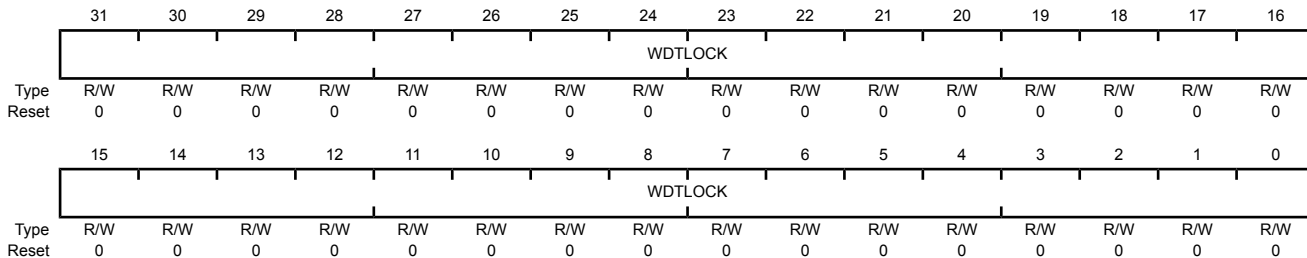 31 30 29 28 27 26 25 24 23 22 21 20 19 18 17 16
WDTLOCK
Type R/W R/W R/W R/W R/W R/W R/W R/W R/W R/W R/W R/W R/W R/W R/W R/W
Reset 0 0 0 0 0 0 0 0 0 0 0 0 0 0 0 0
15 14 13 12 11 10 9 8 7 6 5 4 3 2 1 0
WDTLOCK
Type R/W R/W R/W R/W R/W R/W R/W R/W R/W R/W R/W R/W R/W R/W R/W R/W
Reset 0 0 0 0 0 0 0 0 0 0 0 0 0 0 0 0